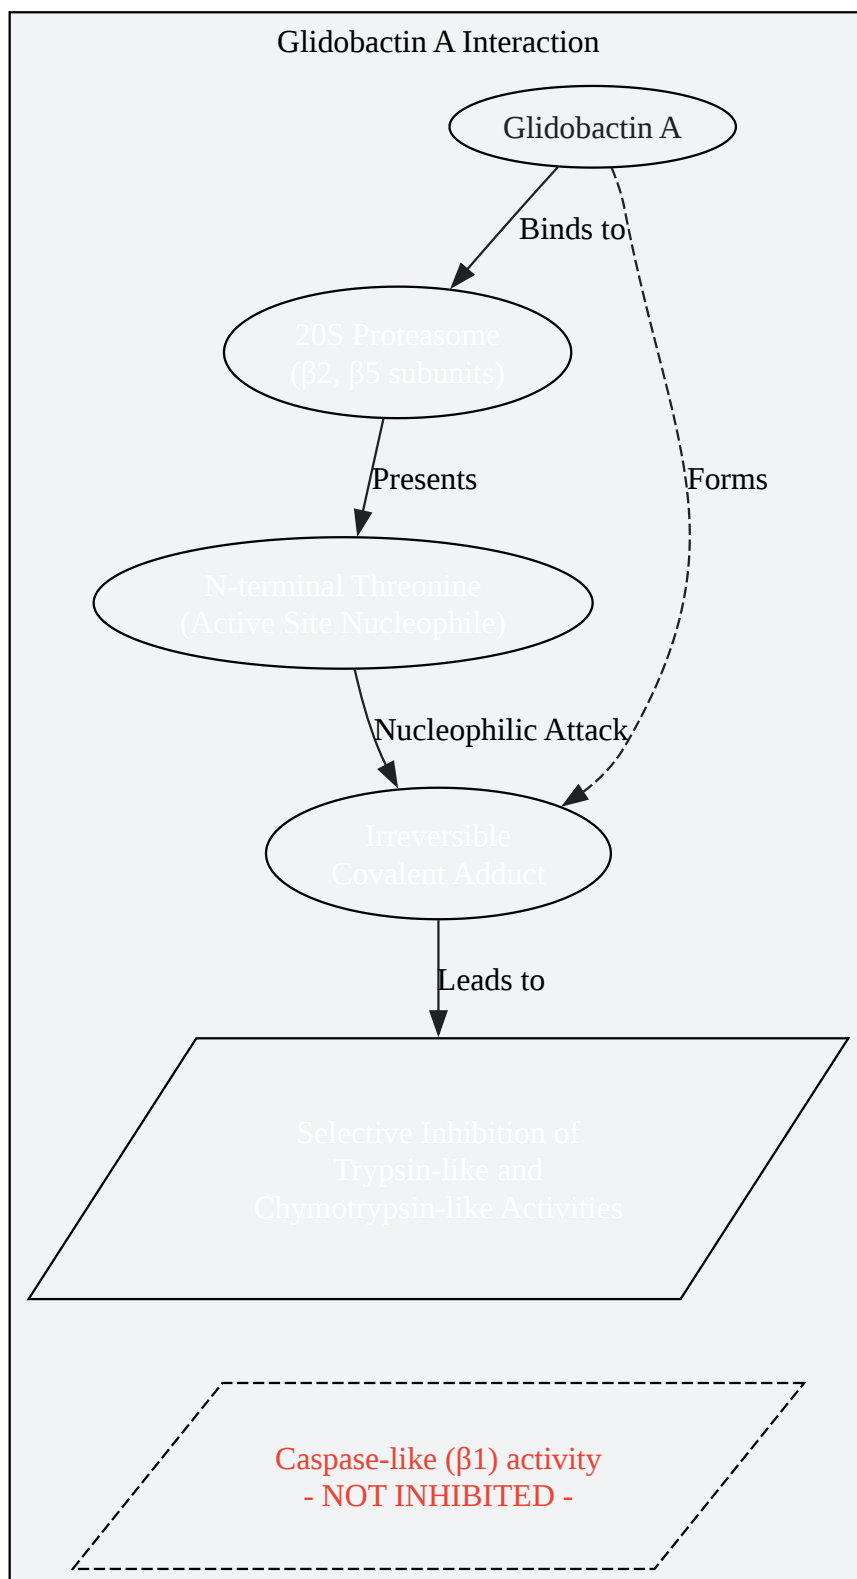 Glidobactin A Interaction
Glidobactin A
Binds to
20S Proteasome
(β2, β5 subunits)
Presents
Forms
N-terminal Threonine
(Active Site Nucleophile)
Nucleophilic Attack
Irreversible
Covalent Adduct
Leads to
Selective Inhibition of
Trypsin-like and
Chymotrypsin-like Activities
Caspase-like (β1) activity
- NOT INHIBITED -